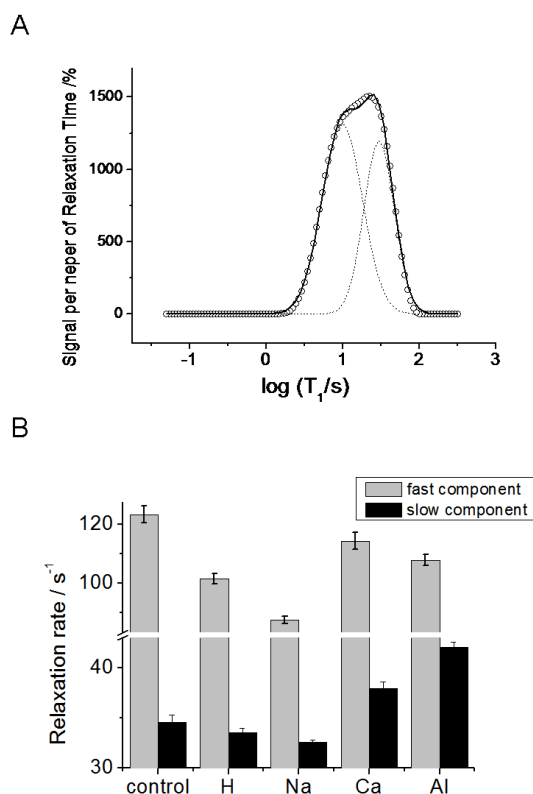 A
Signal per neper of Relaxation Time /%
1500
1000
500
0
-1 0 1 2 3
log (T1/s)
B
fast component
slow component
Relaxation rate / s-1
120
100
40
30
control H Na Ca Al